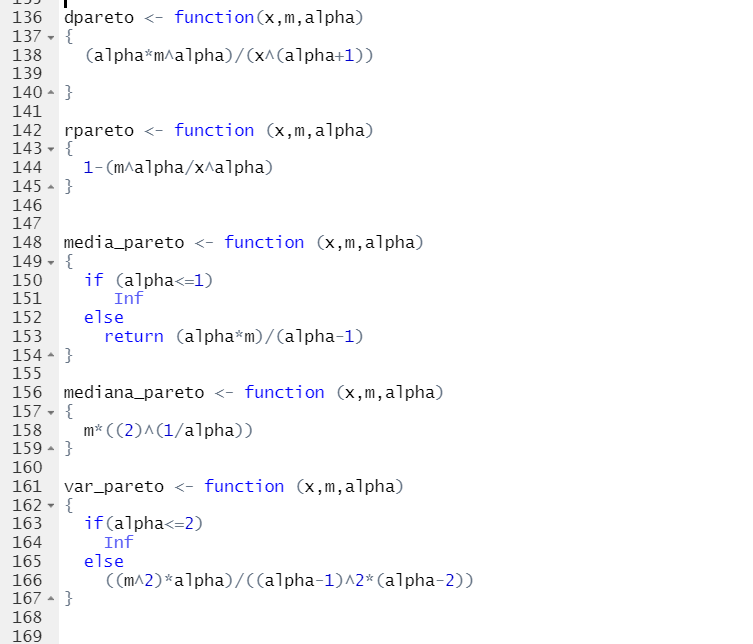 136 dpareto <- function(x,m,alpha)
137 {
138   (alpha*m^alpha)/(x^(alpha+1))
139
140 }
141
142 rpareto <- function (x,m,alpha)
143 {
144   1-(m^alpha/x^alpha)
145 }
146
147
148 media_pareto <- function (x,m,alpha)
149 {
150   if (alpha<=1)
151      Inf
152   else
153     return (alpha*m)/(alpha-1)
154 }
155
156 mediana_pareto <- function (x,m,alpha)
157 {
158   m*((2)^(1/alpha))
159 }
160
161 var_pareto <- function (x,m,alpha)
162 {
163   if(alpha<=2)
164     Inf
165   else
166     ((m^2)*alpha)/((alpha-1)^2*(alpha-2))
167 }
168
169